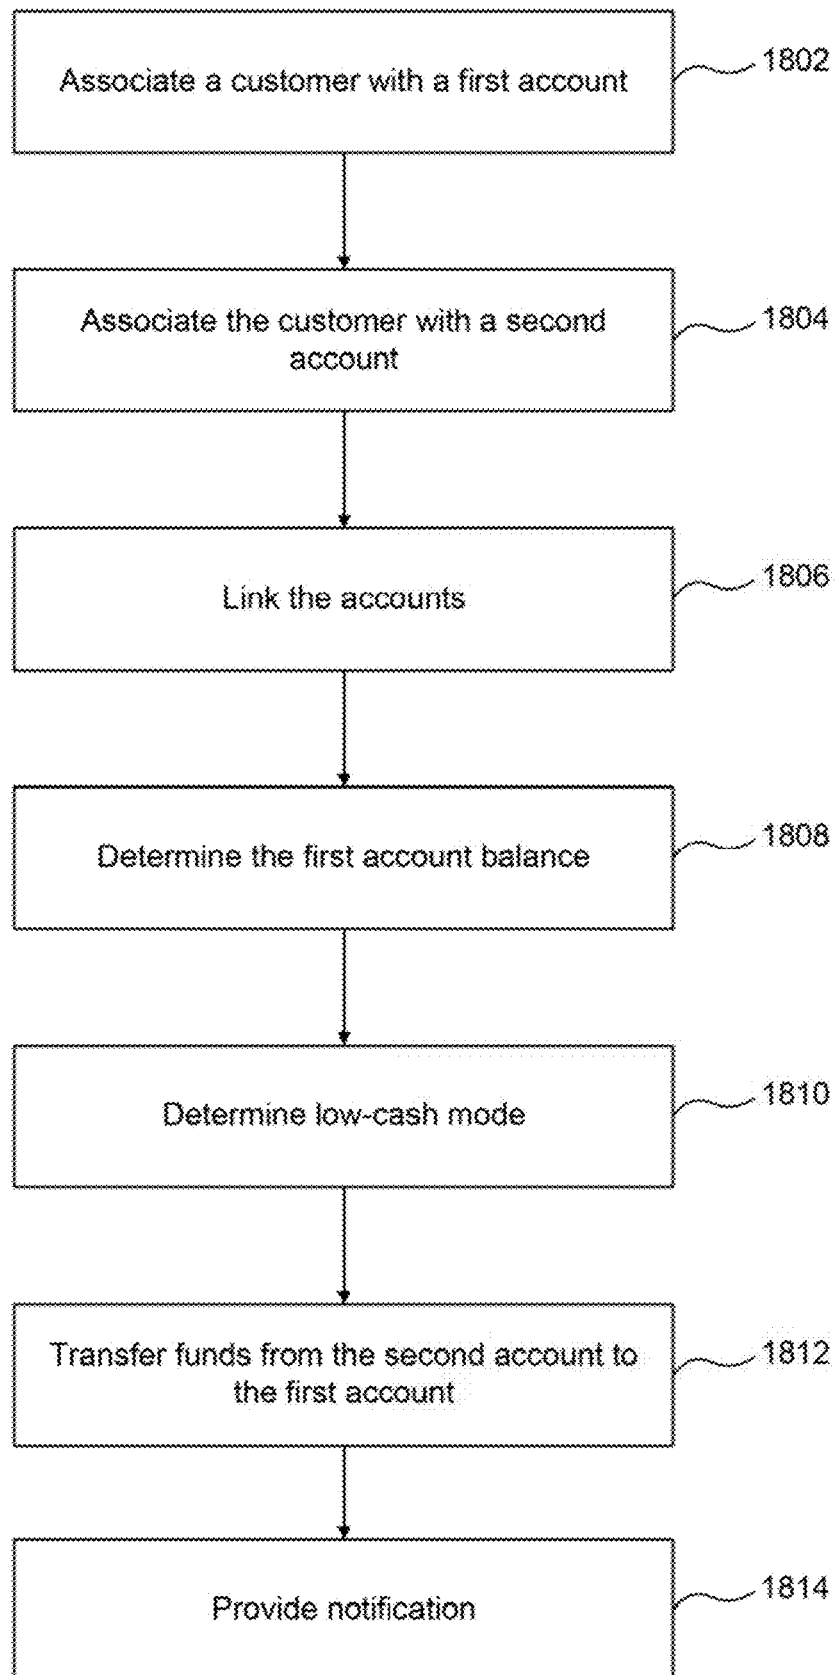 Associate a customer with a first account
1802
Associate the customer with a second
account
1804
Link the accounts
1806
Determine the first account balance
1808
Determine low-cash mode
1810
Transfer funds from the second account to
the first account
1812
Provide notification
1814